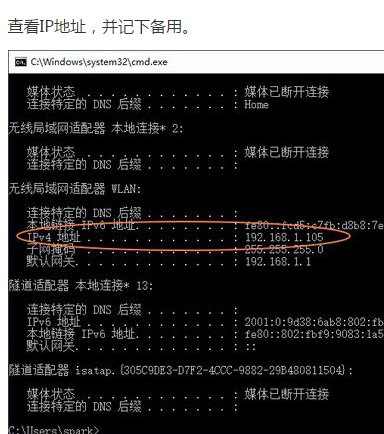 查看IP地址，并记下备用。
C:\Windows\system32\cmd.exe
媒体状态 . . . . . . . . . . . . : 媒体已断开连接
连接特定的 DNS 后缀 . . . . . . . : Home
无线局域网适配器 本地连接* 2:
媒体状态 . . . . . . . . . . . . : 媒体已断开连接
连接特定的 DNS 后缀 . . . . . . . :
无线局域网适配器 WLAN:
连接特定的 DNS 后缀 . . . . . . . :
本地链接 IPv6 地址. . . . . . . . : fe80::fcd5:c7fb:d8b8:7e
IPv4 地址 . . . . . . . . . . . . : 192.168.1.105
子网掩码 . . . . . . . . . . . . : 255.255.255.0
默认网关. . . . . . . . . . . . . : 192.168.1.1
隧道适配器 本地连接* 13:
连接特定的 DNS 后缀 . . . . . . . :
IPv6 地址 . . . . . . . . . . . . : 2001:0:9d38:6ab8:802:fb
本地链接 IPv6 地址. . . . . . . . : fe80::802:fbf9:9083:1a5
默认网关. . . . . . . . . . . . . : ::
隧道适配器 isatap.{305C9DE3-D7F2-4CCC-9882-29B480811504}:
媒体状态 . . . . . . . . . . . . : 媒体已断开连接
连接特定的 DNS 后缀 . . . . . . . :
C:\Users\spark>